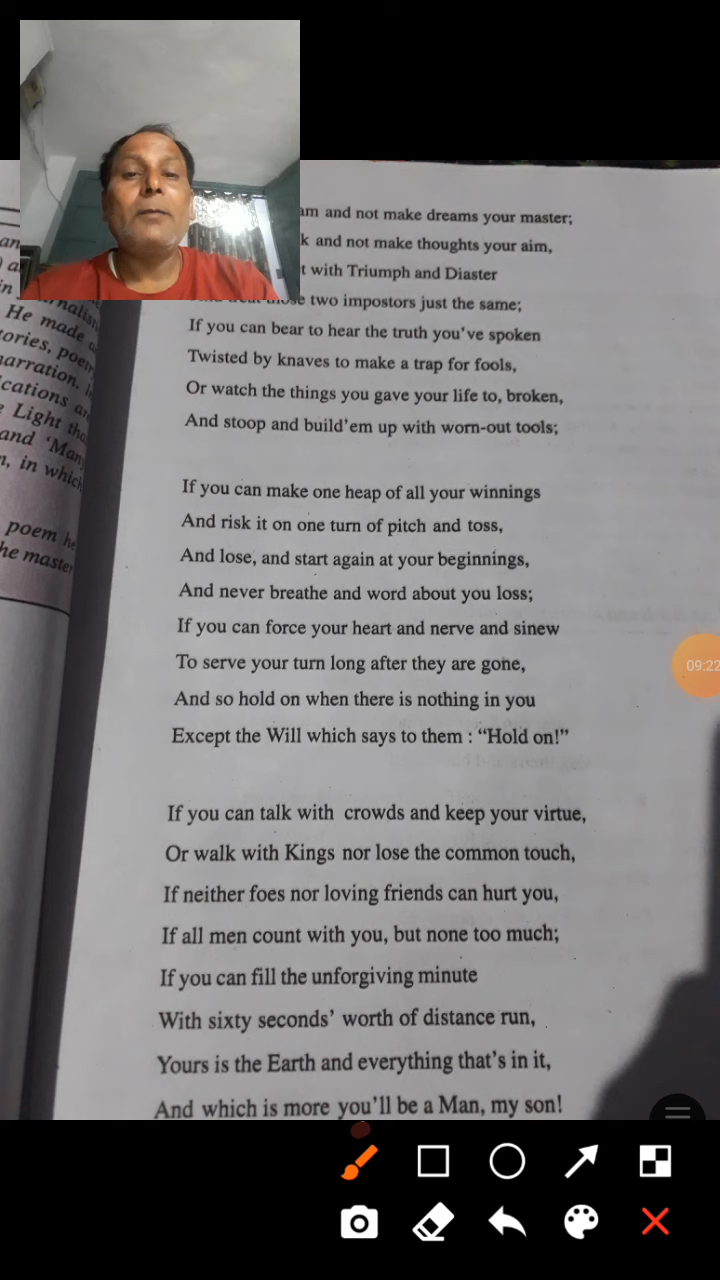 am and not make dreams your master;
k and not make thoughts your aim,
t with Triumph and Diaster
two impostors just the same;
If you can bear to hear the truth you've spoken
Twisted by knaves to make a trap for fools,
Or watch the things you gave your life to, broken,
And stoop and build'em up with worn-out tools;
If you can make one heap of all your winnings
And risk it on one turn of pitch and toss,
And lose, and start again at your beginnings,
And never breathe and word about you loss;
If you can force your heart and nerve and sinew
To serve your turn long after they are gone,
And so hold on when there is nothing in you
Except the Will which says to them : “Hold on!”
If you can talk with crowds and keep your virtue,
Or walk with Kings nor lose the common touch,
If neither foes nor loving friends can hurt you,
If all men count with you, but none too much;
If you can fill the unforgiving minute
With sixty seconds' worth of distance run,
Yours is the Earth and everything that's in it,
And which is more you'll be a Man, my son!
an
) a
in
He made
tories, poem
narration,
cations ar
Light tha
and 'Many
n, in which
poem he
he master
09:22